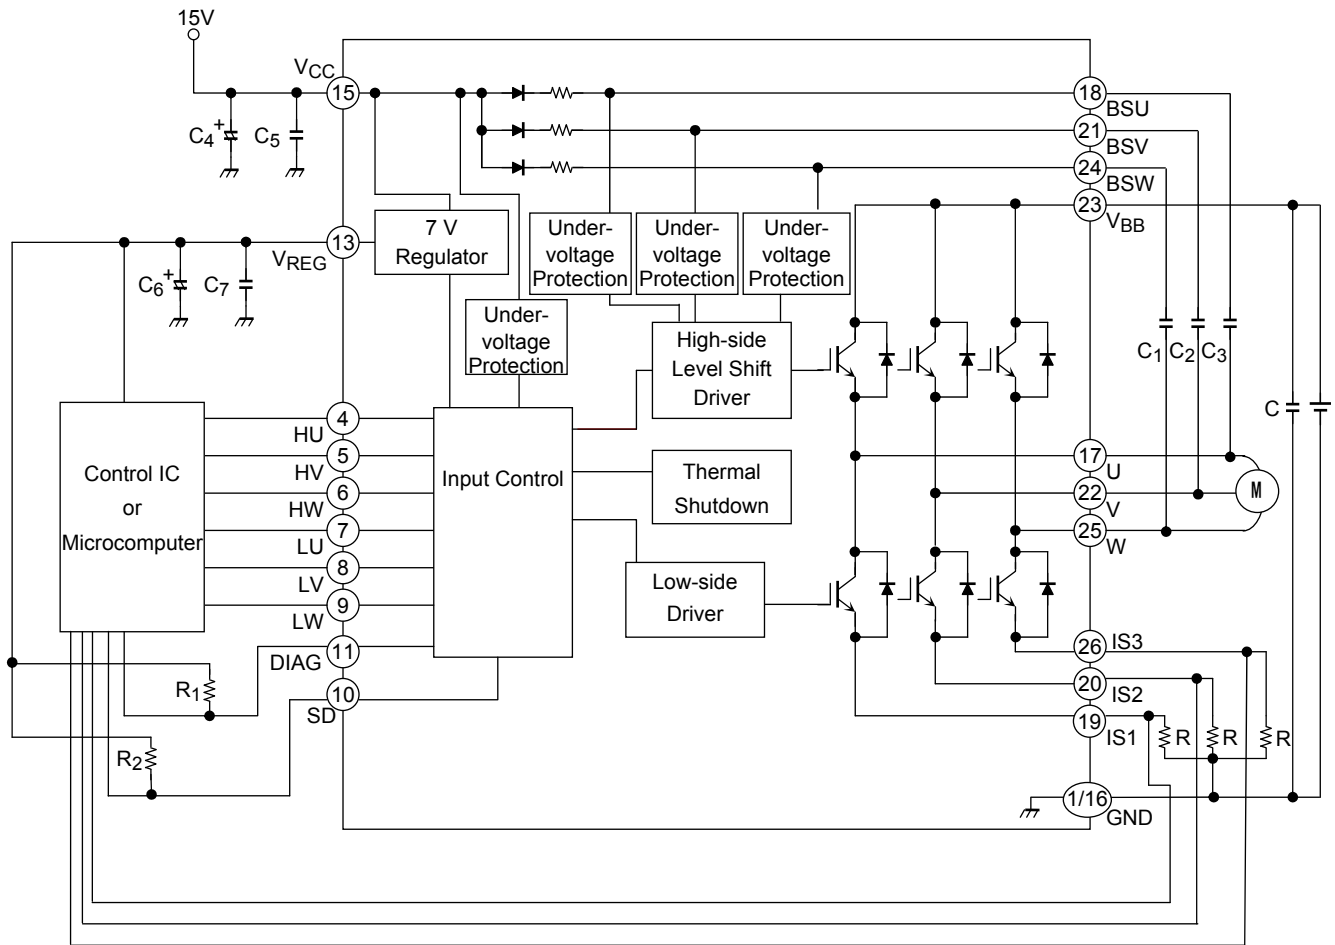 15V
VCC
15
C4
+
C5
18
BSU
21
BSV
24
BSW
23
VBB
7 V
Regulator
13
VREG
C6
+
C7
Under-
voltage
Protection
Under-
voltage
Protection
Under-
voltage
Protection
Under-
voltage
Protection
High-side
Level Shift
Driver
C1
C2
C3
C
Control IC
or
Microcomputer
4
HU
5
HV
6
HW
7
LU
8
LV
9
LW
11
DIAG
10
SD
Input Control
Thermal
Shutdown
Low-side
Driver
17
U
22
V
25
W
M
26
IS3
20
IS2
19
IS1
R
R
R
1/16
GND
R1
R2